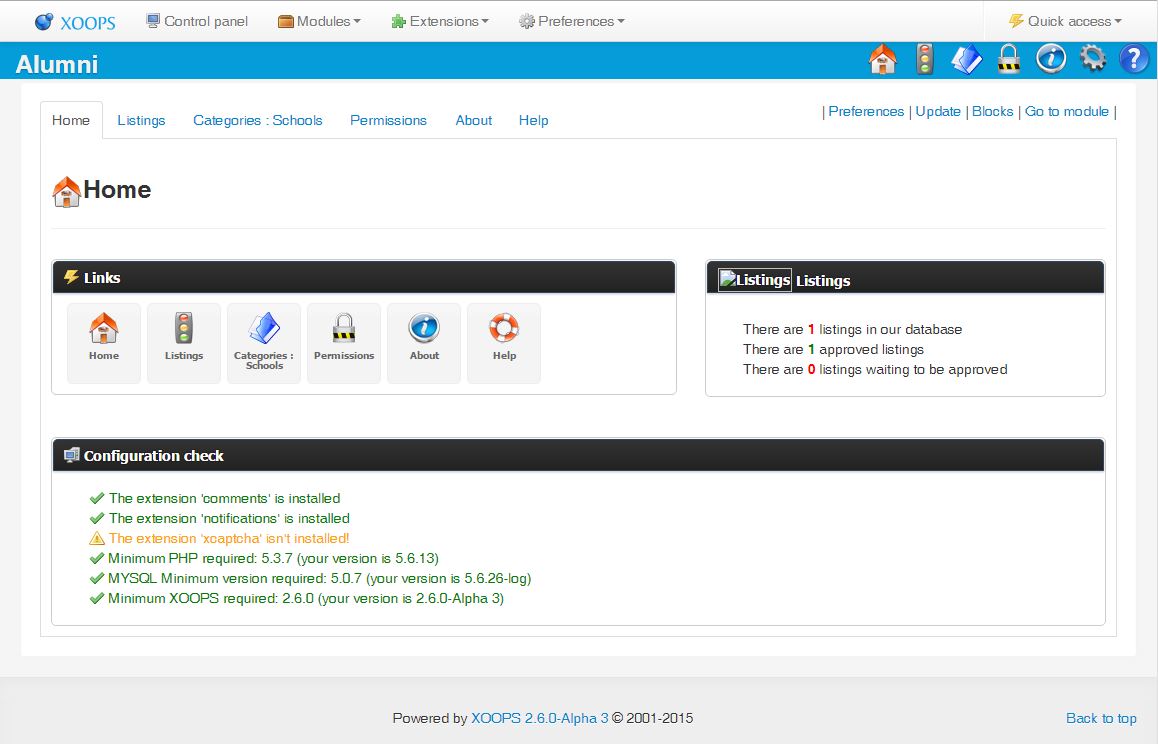 XOOPS Control panel Modules Extensions Preferences Quick access
Alumni
Home Listings Categories : Schools Permissions About Help
| Preferences | Update | Blocks | Go to module |
Home
Links
Home Listings Categories : Schools Permissions About Help
Listings Listings
There are 1 listings in our database
There are 1 approved listings
There are 0 listings waiting to be approved
Configuration check
The extension 'comments' is installed
The extension 'notifications' is installed
The extension 'xcaptcha' isn't installed!
Minimum PHP required: 5.3.7 (your version is 5.6.13)
MYSQL Minimum version required: 5.0.7 (your version is 5.6.26-log)
Minimum XOOPS required: 2.6.0 (your version is 2.6.0-Alpha 3)
Powered by XOOPS 2.6.0-Alpha 3 © 2001-2015
Back to top